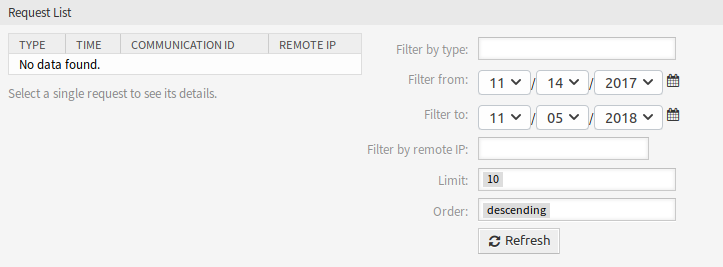 Request List
TYPE TIME COMMUNICATION ID REMOTE IP
No data found.
Select a single request to see its details.
Filter by type:
Filter from: 11 / 14 / 2017
Filter to: 11 / 05 / 2018
Filter by remote IP:
Limit: 10
Order: descending
Refresh